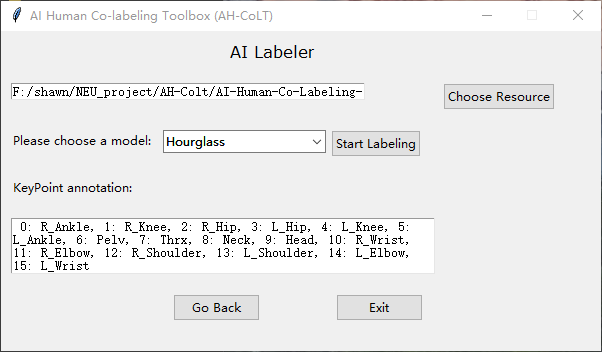 AI Human Co-labeling Toolbox (AH-CoLT)
AI Labeler
F:/shawn/NEU_project/AH-Colt/AI-Human-Co-Labeling-
Choose Resource
Please choose a model:
Hourglass
Start Labeling
KeyPoint annotation:
0: R_Ankle, 1: R_Knee, 2: R_Hip, 3: L_Hip, 4: L_Knee, 5:
L_Ankle, 6: Pelv, 7: Thrx, 8: Neck, 9: Head, 10: R_Wrist,
11: R_Elbow, 12: R_Shoulder, 13: L_Shoulder, 14: L_Elbow,
15: L_Wrist
Go Back
Exit